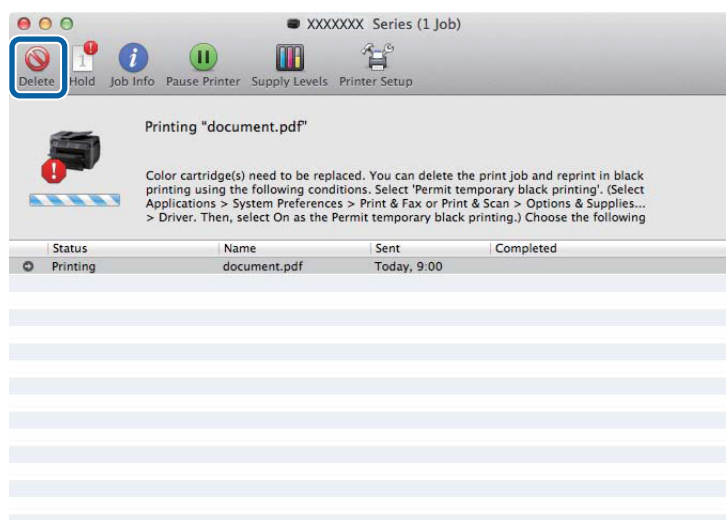 XXXXXXX Series (1 Job)
1
i
Delete Hold Job Info Pause Printer Supply Levels Printer Setup
Printing "document.pdf"
!
Color cartridge(s) need to be replaced. You can delete the print job and reprint in black
printing using the following conditions. Select 'Permit temporary black printing'. (Select
Applications > System Preferences > Print & Fax or Print & Scan > Options & Supplies...
> Driver. Then, select On as the Permit temporary black printing.) Choose the following
Status Name Sent Completed
Printing document.pdf Today, 9:00